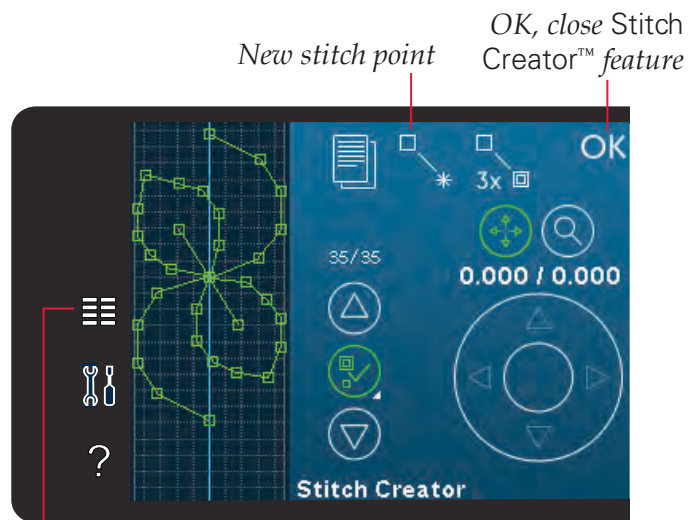 OK, close Stitch
Creator™ feature
New stitch point
OK
3x
35/35
0.000 / 0.000
?
Stitch Creator